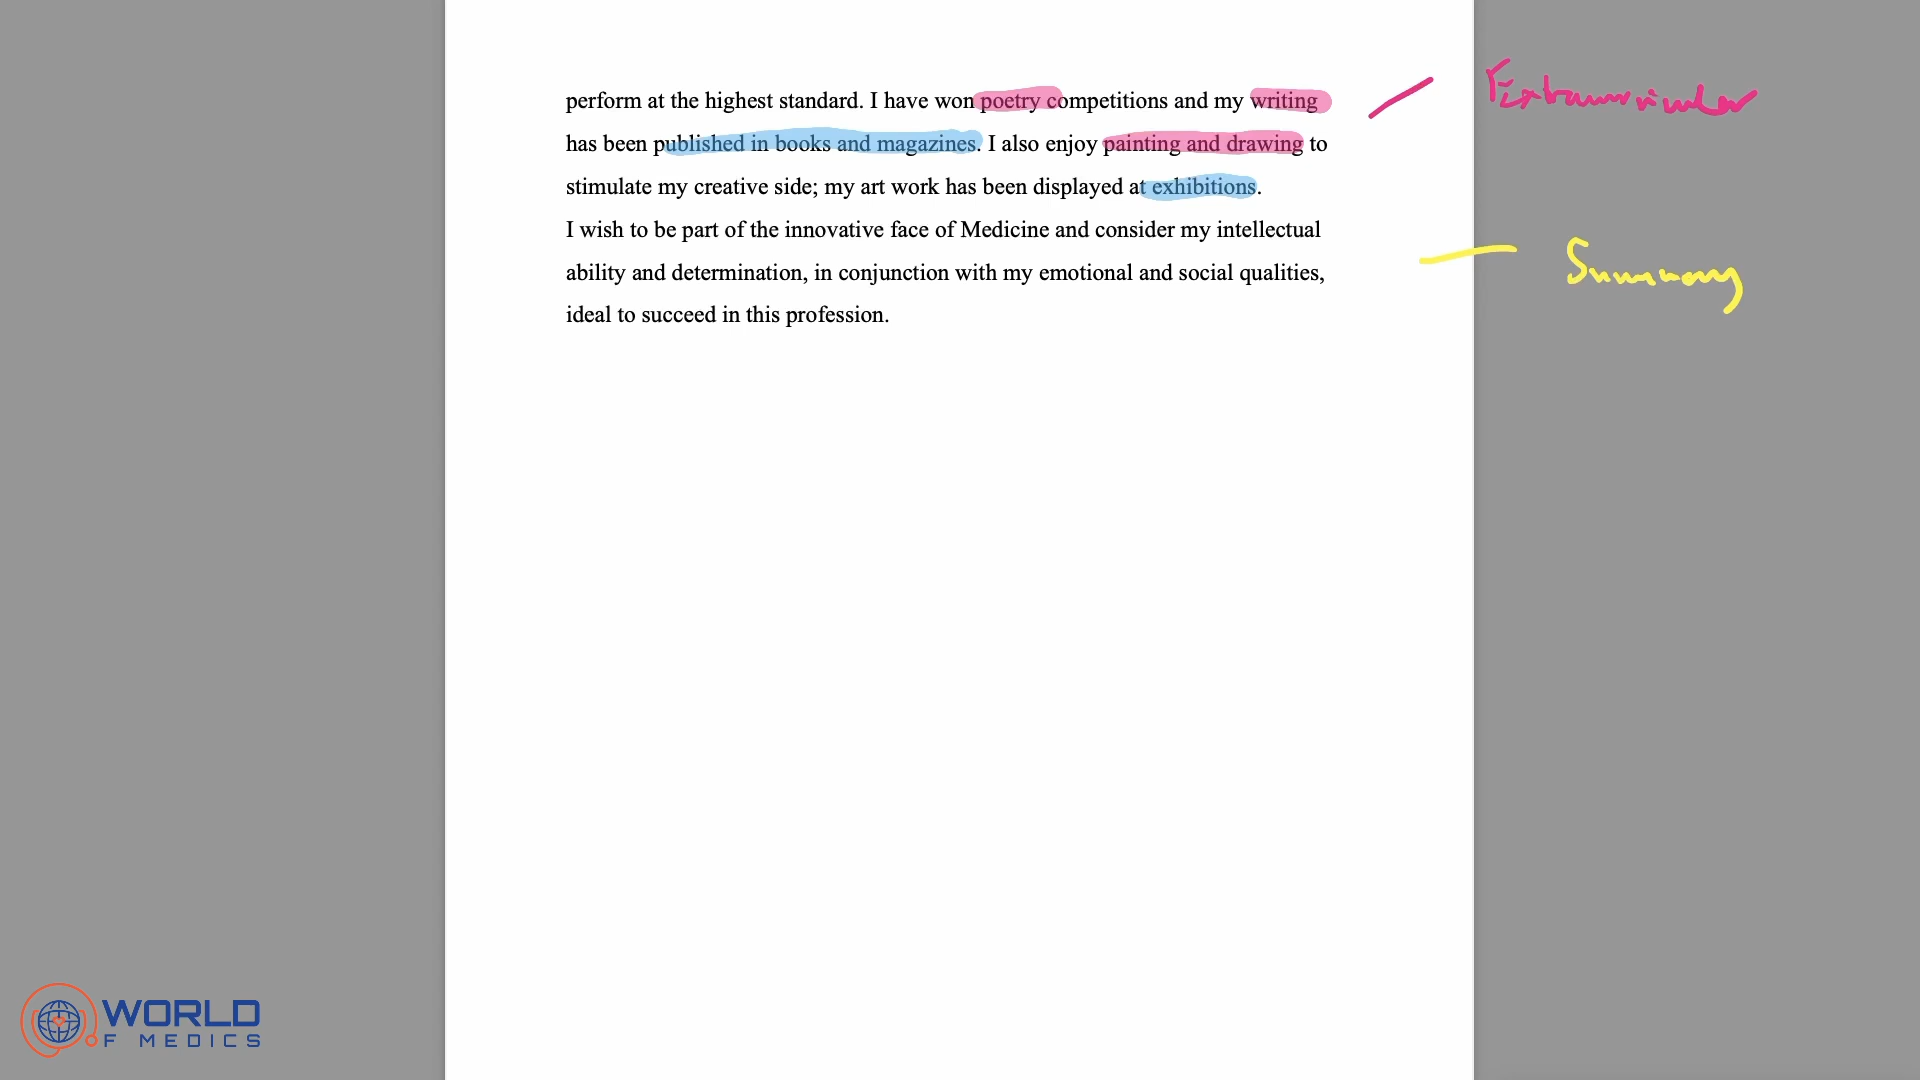 perform at the highest standard. I have won poetry competitions and my writing
has been published in books and magazines. I also enjoy painting and drawing to
stimulate my creative side; my art work has been displayed at exhibitions.
I wish to be part of the innovative face of Medicine and consider my intellectual
ability and determination, in conjunction with my emotional and social qualities,
ideal to succeed in this profession.
Extracurricular
Summary
WORLD
F MEDICS